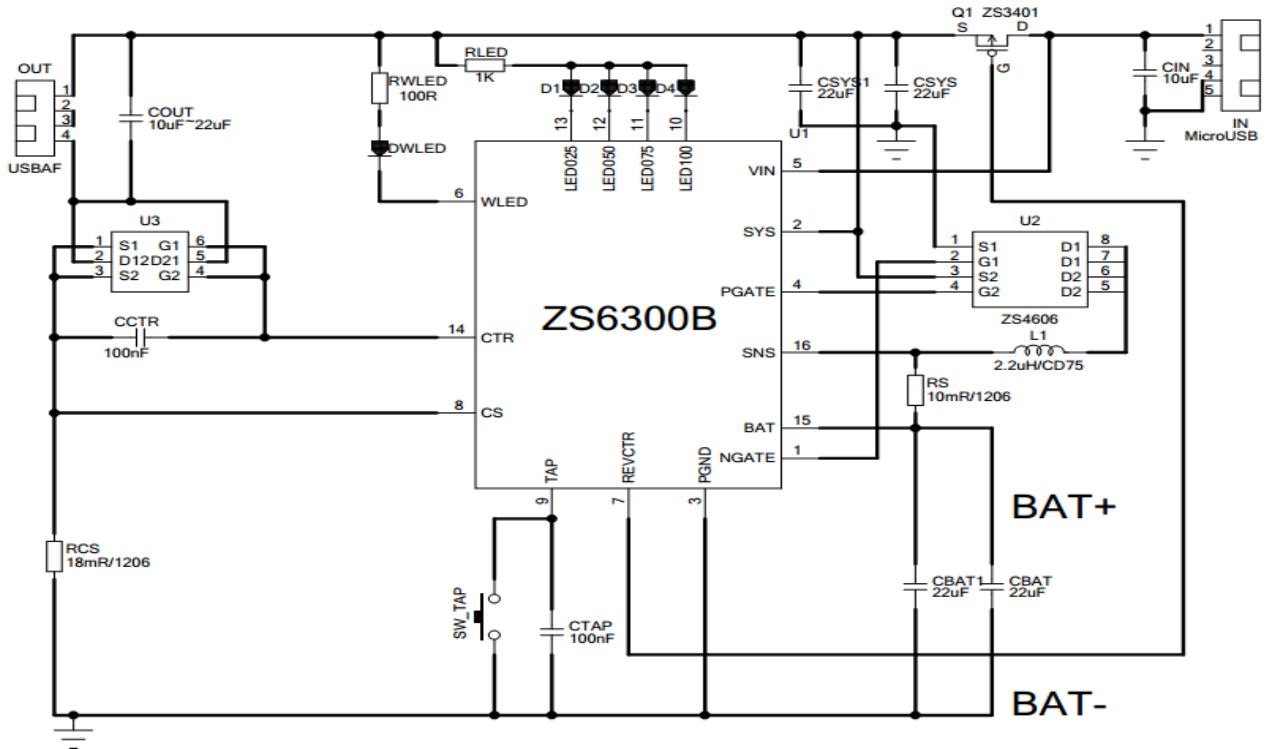 OUT
1
2
3
4
USBAF
COUT
10uF~22uF
RWLED
100R
DWLED
RLED
1K
D1
D2
D3
D4
13
12
11
10
LED025
LED050
LED075
LED100
CSYS1
22uF
CSYS
22uF
Q1 ZS3401
S
D
G
CIN
10uF
1
2
3
4
5
IN
MicroUSB
U1
ZS6300B
6
WLED
14
CTR
8
CS
VIN
5
SYS
2
PGATE
4
SNS
16
BAT
15
NGATE
1
TAP
9
REVCTR
7
PGND
3
U3
1 S1 G1 6
2 D12 D21 5
3 S2 G2 4
CCTR
100nF
U2
1 S1 D1 8
2 G1 D1 7
3 S2 D2 6
4 G2 D2 5
ZS4606
L1
2.2uH/CD75
RS
10mR/1206
RCS
18mR/1206
SW_TAP
CTAP
100nF
BAT+
CBAT1
22uF
CBAT
22uF
BAT-